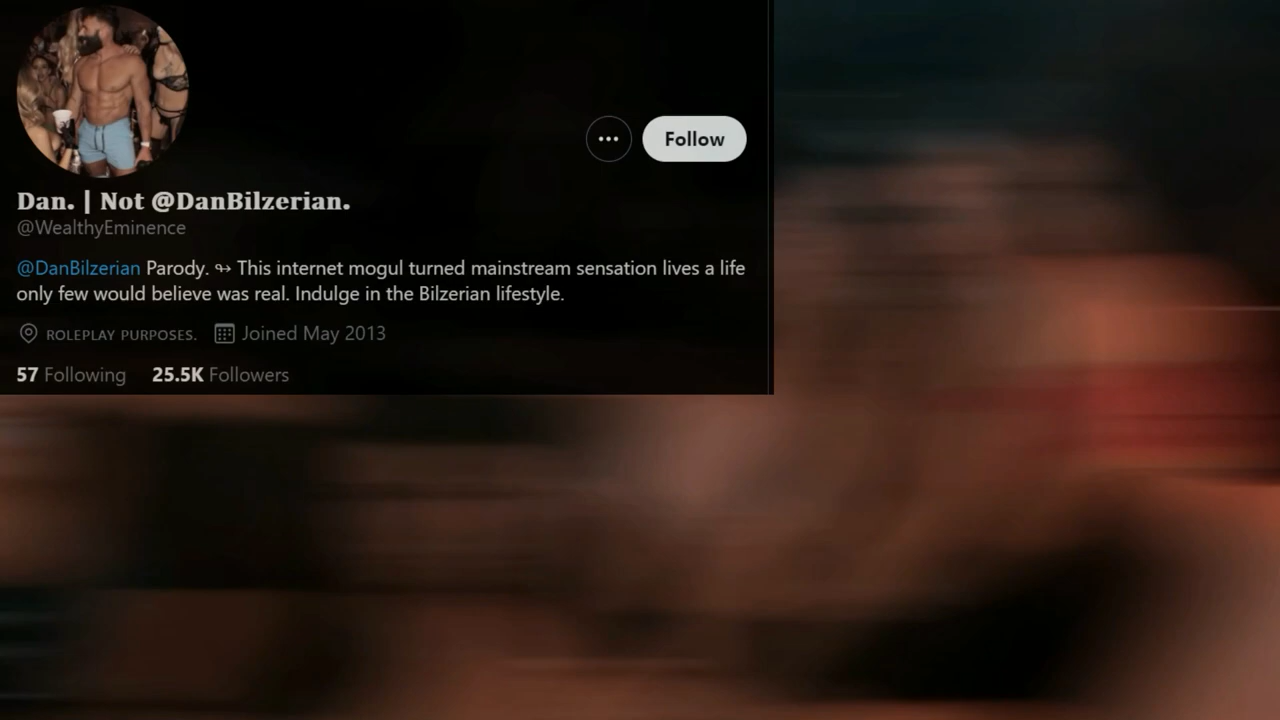 Follow
Dan. | Not @DanBilzerian.
@WealthyEminence
@DanBilzerian Parody. ↬ This internet mogul turned mainstream sensation lives a life
only few would believe was real. Indulge in the Bilzerian lifestyle.
ROLEPLAY PURPOSES. Joined May 2013
57 Following 25.5K Followers